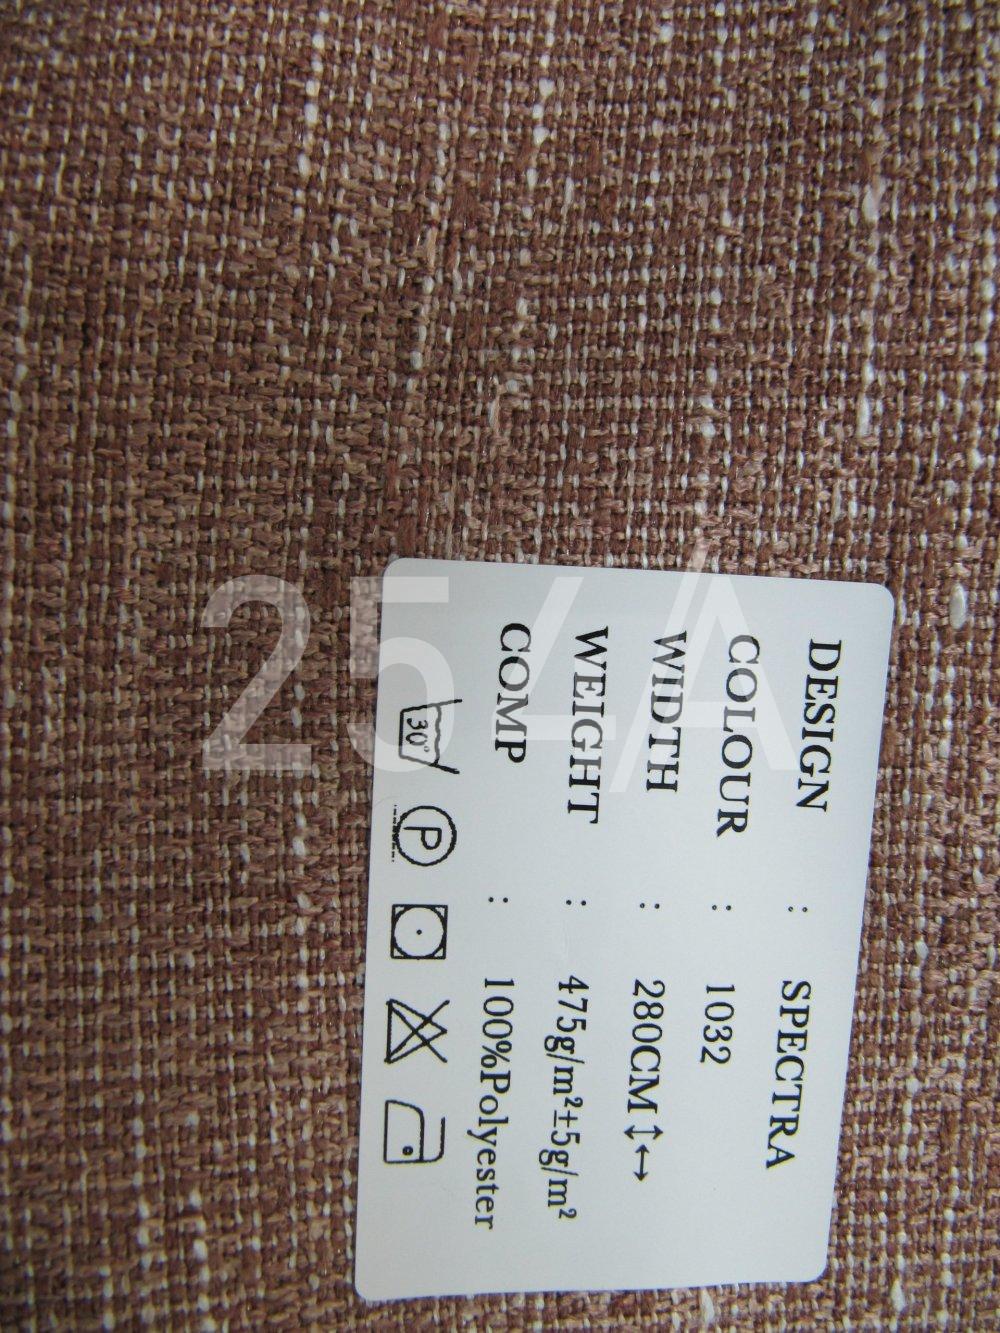 DESIGN : SPECTRA
COLOUR : 1032
WIDTH : 280CM↕↔
WEIGHT : 475g/m²±5g/m²
COMP : 100%Polyester
30° P
254A